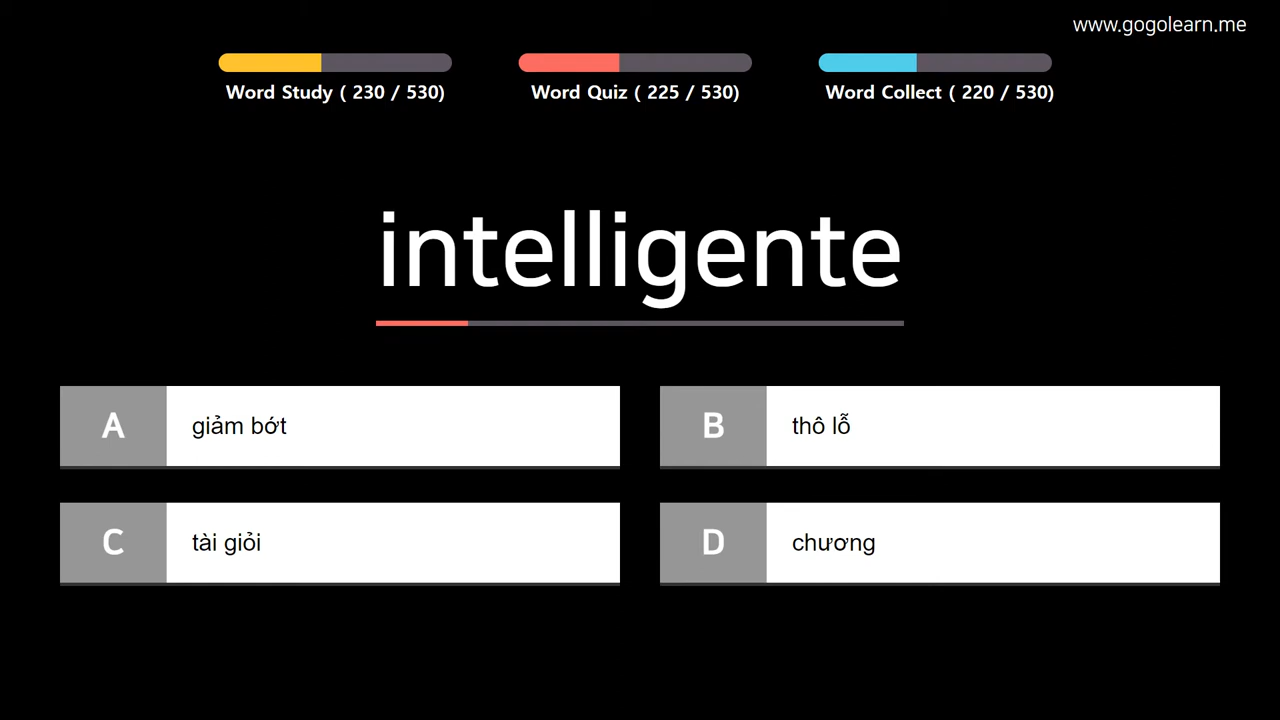 www.gogolearn.me
Word Study ( 230 / 530)
Word Quiz ( 225 / 530)
Word Collect ( 220 / 530)
intelligente
A
giảm bớt
B
thô lỗ
C
tài giỏi
D
chương